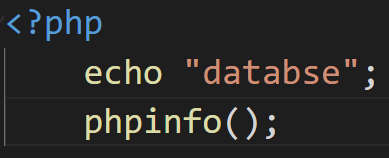 <?php
echo "databse";
phpinfo();